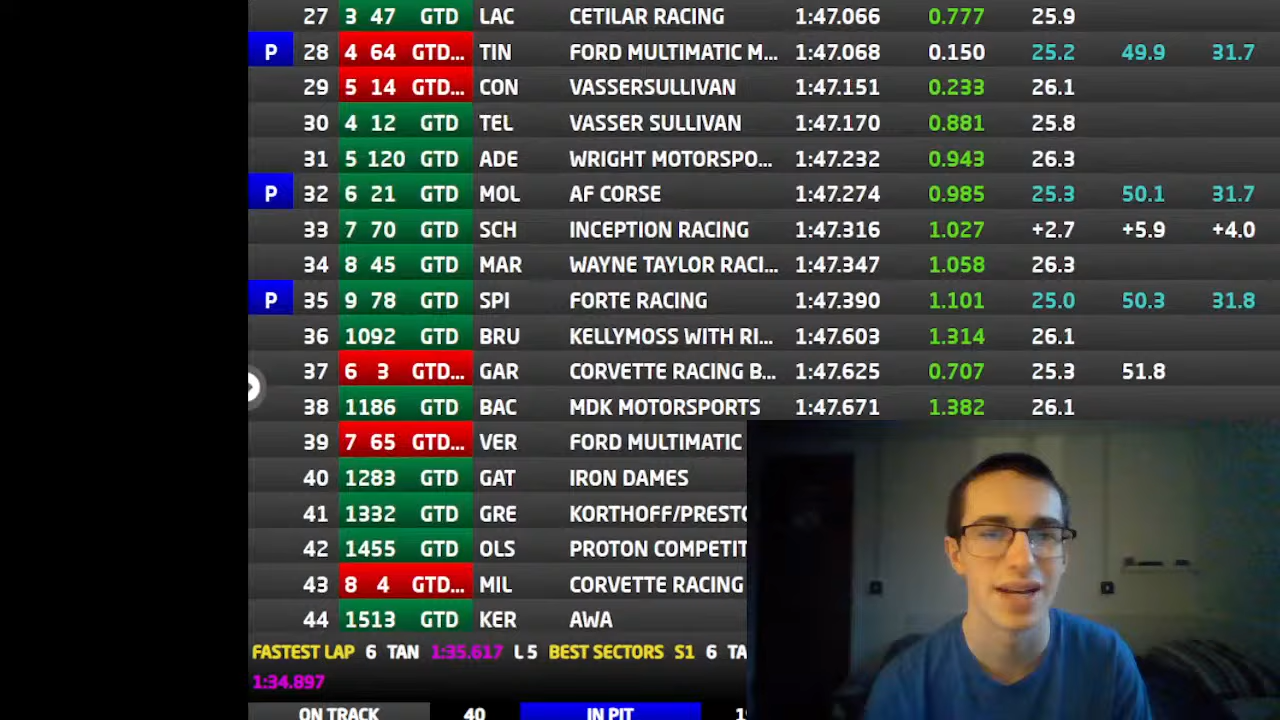 27 3 47 GTD LAC CETILAR RACING 1:47.066 0.777 25.9
P 28 4 64 GTD... TIN FORD MULTIMATIC M... 1:47.068 0.150 25.2 49.9 31.7
29 5 14 GTD... CON VASSERSULLIVAN 1:47.151 0.233 26.1
30 4 12 GTD TEL VASSER SULLIVAN 1:47.170 0.881 25.8
31 5 120 GTD ADE WRIGHT MOTORSPO... 1:47.232 0.943 26.3
P 32 6 21 GTD MOL AF CORSE 1:47.274 0.985 25.3 50.1 31.7
33 7 70 GTD SCH INCEPTION RACING 1:47.316 1.027 +2.7 +5.9 +4.0
34 8 45 GTD MAR WAYNE TAYLOR RACI... 1:47.347 1.058 26.3
P 35 9 78 GTD SPI FORTE RACING 1:47.390 1.101 25.0 50.3 31.8
36 1092 GTD BRU KELLYMOSS WITH RI... 1:47.603 1.314 26.1
37 6 3 GTD... GAR CORVETTE RACING B... 1:47.625 0.707 25.3 51.8
38 1186 GTD BAC MDK MOTORSPORTS 1:47.671 1.382 26.1
39 7 65 GTD... VER FORD MULTIMATIC
40 1283 GTD GAT IRON DAMES
41 1332 GTD GRE KORTHOFF/PRESTO
42 1455 GTD OLS PROTON COMPETIT
43 8 4 GTD... MIL CORVETTE RACING
44 1513 GTD KER AWA
FASTEST LAP 6 TAN 1:35.617 L 5 BEST SECTORS S1 6 TA
1:34.897
ON TRACK 40 IN PIT